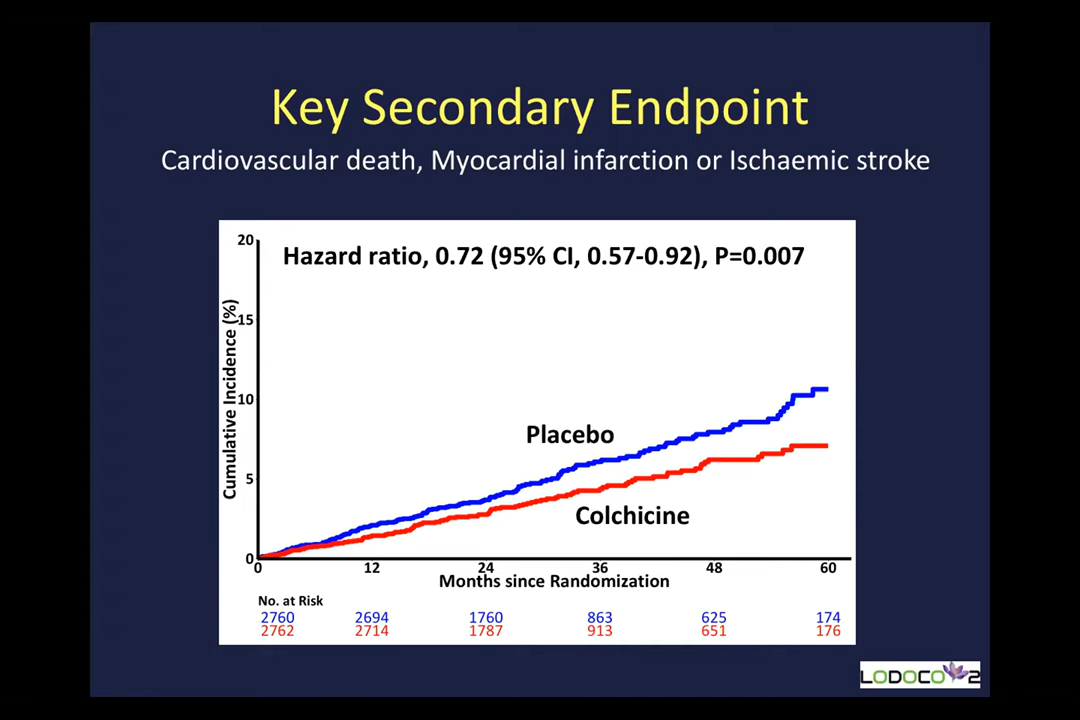 Key Secondary Endpoint
Cardiovascular death, Myocardial infarction or Ischaemic stroke
Hazard ratio, 0.72 (95% CI, 0.57-0.92), P=0.007
Cumulative Incidence (%)
20
15
10
5
0
Placebo
Colchicine
0 12 24 36 48 60
Months since Randomization
No. at Risk
2760 2694 1760 863 625 174
2762 2714 1787 913 651 176
LODOCO 2